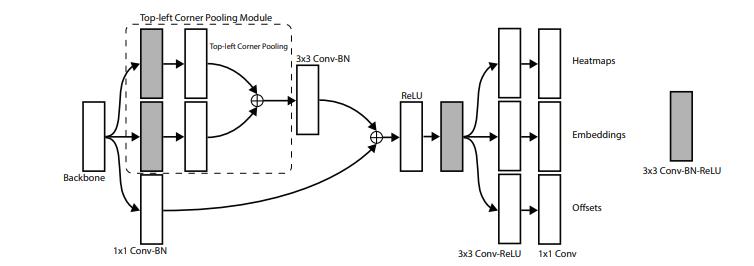 Top-left Corner Pooling Module
Top-left Corner Pooling
3x3 Conv-BN
Backbone
1x1 Conv-BN
ReLU
Heatmaps
Embeddings
Offsets
3x3 Conv-ReLU
1x1 Conv
3x3 Conv-BN-ReLU